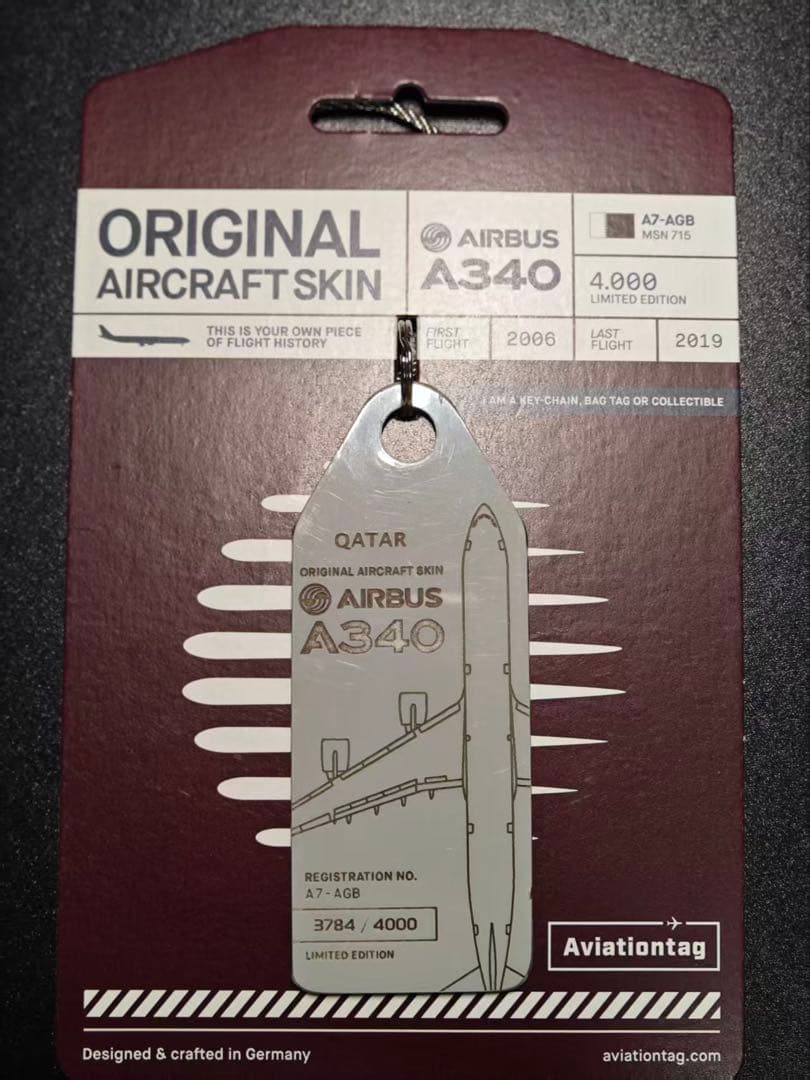 ORIGINAL
AIRCRAFT SKIN
AIRBUS
A340
A7-AGB
MSN 715
4.000
LIMITED EDITION
THIS IS YOUR OWN PIECE
OF FLIGHT HISTORY
FIRST
FLIGHT
2006
LAST
FLIGHT
2019
I AM A KEY-CHAIN, BAG TAG OR COLLECTIBLE
QATAR
ORIGINAL AIRCRAFT SKIN
AIRBUS
A340
REGISTRATION NO.
A7-AGB
3784 / 4000
LIMITED EDITION
Aviationtag
Designed & crafted in Germany
aviationtag.com